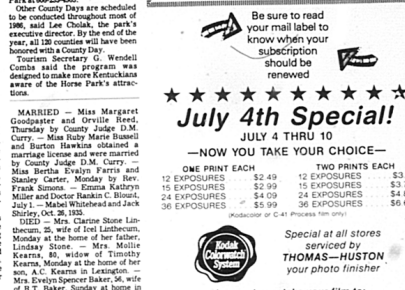 Other County Days are scheduled
to be conducted throughout most of
1986, said Lee Cholak, the park's
executive director. By the end of the
year, all 120 counties will have been
honored with a County Day.
Tourism Secretary G. Wendell
Combs said the program was
designed to make more Kentuckians
aware of the Horse Park's attrac-
tions.
MARRIED — Miss Margaret
Goodpaster and Orville Reed,
Thursday by County Judge D.M.
Curry. — Miss Ruby Marie Bussell
and Burton Hawkins obtained a
marriage license and were married
by County Judge D.M. Curry. —
Miss Bertha Evalyn Farris and
Stanley Carter, Monday by Rev.
Frank Simons. — Emma Kathryn
Miller and Doctor Rankin C. Blount,
July 1. — Mabel Whitehead and Jack
Shirley, Oct. 26, 1935.
DIED — Mrs. Clarine Stone Lin-
thecum, 25, wife of Icel Linthecum,
Monday at the home of her father,
Lindsay Stone. — Mrs. Mollie
Kearns, 80, widow of Timothy
Kearns, Monday at the home of her
son, A.C. Kearns in Lexington. —
Mrs. Evelyn Spencer Baker, 56, wife
of R.T. Baker, Sunday at home in
Be sure to read
your mail label to
know when your
subscription
should be
renewed
July 4th Special!
JULY 4 THRU 10
—NOW YOU TAKE YOUR CHOICE—
ONE PRINT EACH
12 EXPOSURES $2.49
15 EXPOSURES $2.99
24 EXPOSURES $4.09
36 EXPOSURES $5.99
TWO PRINTS EACH
12 EXPOSURES $3.
15 EXPOSURES $3.
24 EXPOSURES
36 EXPOSURES
(Kodacolor or C-41 Process film only)
Kodak
Colorwatch
System
Special at all stores
serviced by
THOMAS—HUSTON
your photo finisher